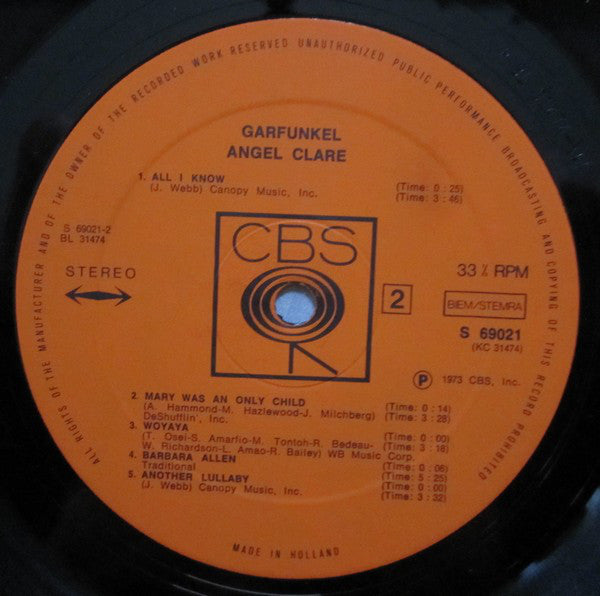 ALL RIGHTS OF THE MANUFACTURER AND OF THE OWNER OF THE RECORDED WORK RESERVED UNAUTHORIZED PUBLIC PERFORMANCE BROADCASTING AND COPYING OF THIS RECORD PROHIBITED
GARFUNKEL
ANGEL CLARE
1. ALL I KNOW (Time: 0 : 25)
(J. Webb) Canopy Music, Inc. (Time: 3 : 46)
S 69021-2
BL 31474
STEREO
CBS
2
33⅓ RPM
BIEM/STEMRA
S 69021
(KC 31474)
P 1973 CBS, Inc.
2. MARY WAS AN ONLY CHILD
(A. Hammond-M. Hazlewood-J. Milchberg) (Time: 0 : 14)
DeShufflin', Inc. (Time: 3 : 28)
3. WOYAYA
(T. Osei-S. Amarfio-M. Tontoh-R. Bedeau- (Time: 0 : 00)
W. Richardson-L. Amao-R. Bailey) WB Music Corp. (Time: 3 : 18)
4. BARBARA ALLEN (Time: 0 : 06)
Traditional (Time: 5 : 25)
5. ANOTHER LULLABY (Time: 0 : 00)
(J. Webb) Canopy Music, Inc. (Time: 3 : 32)
MADE IN HOLLAND